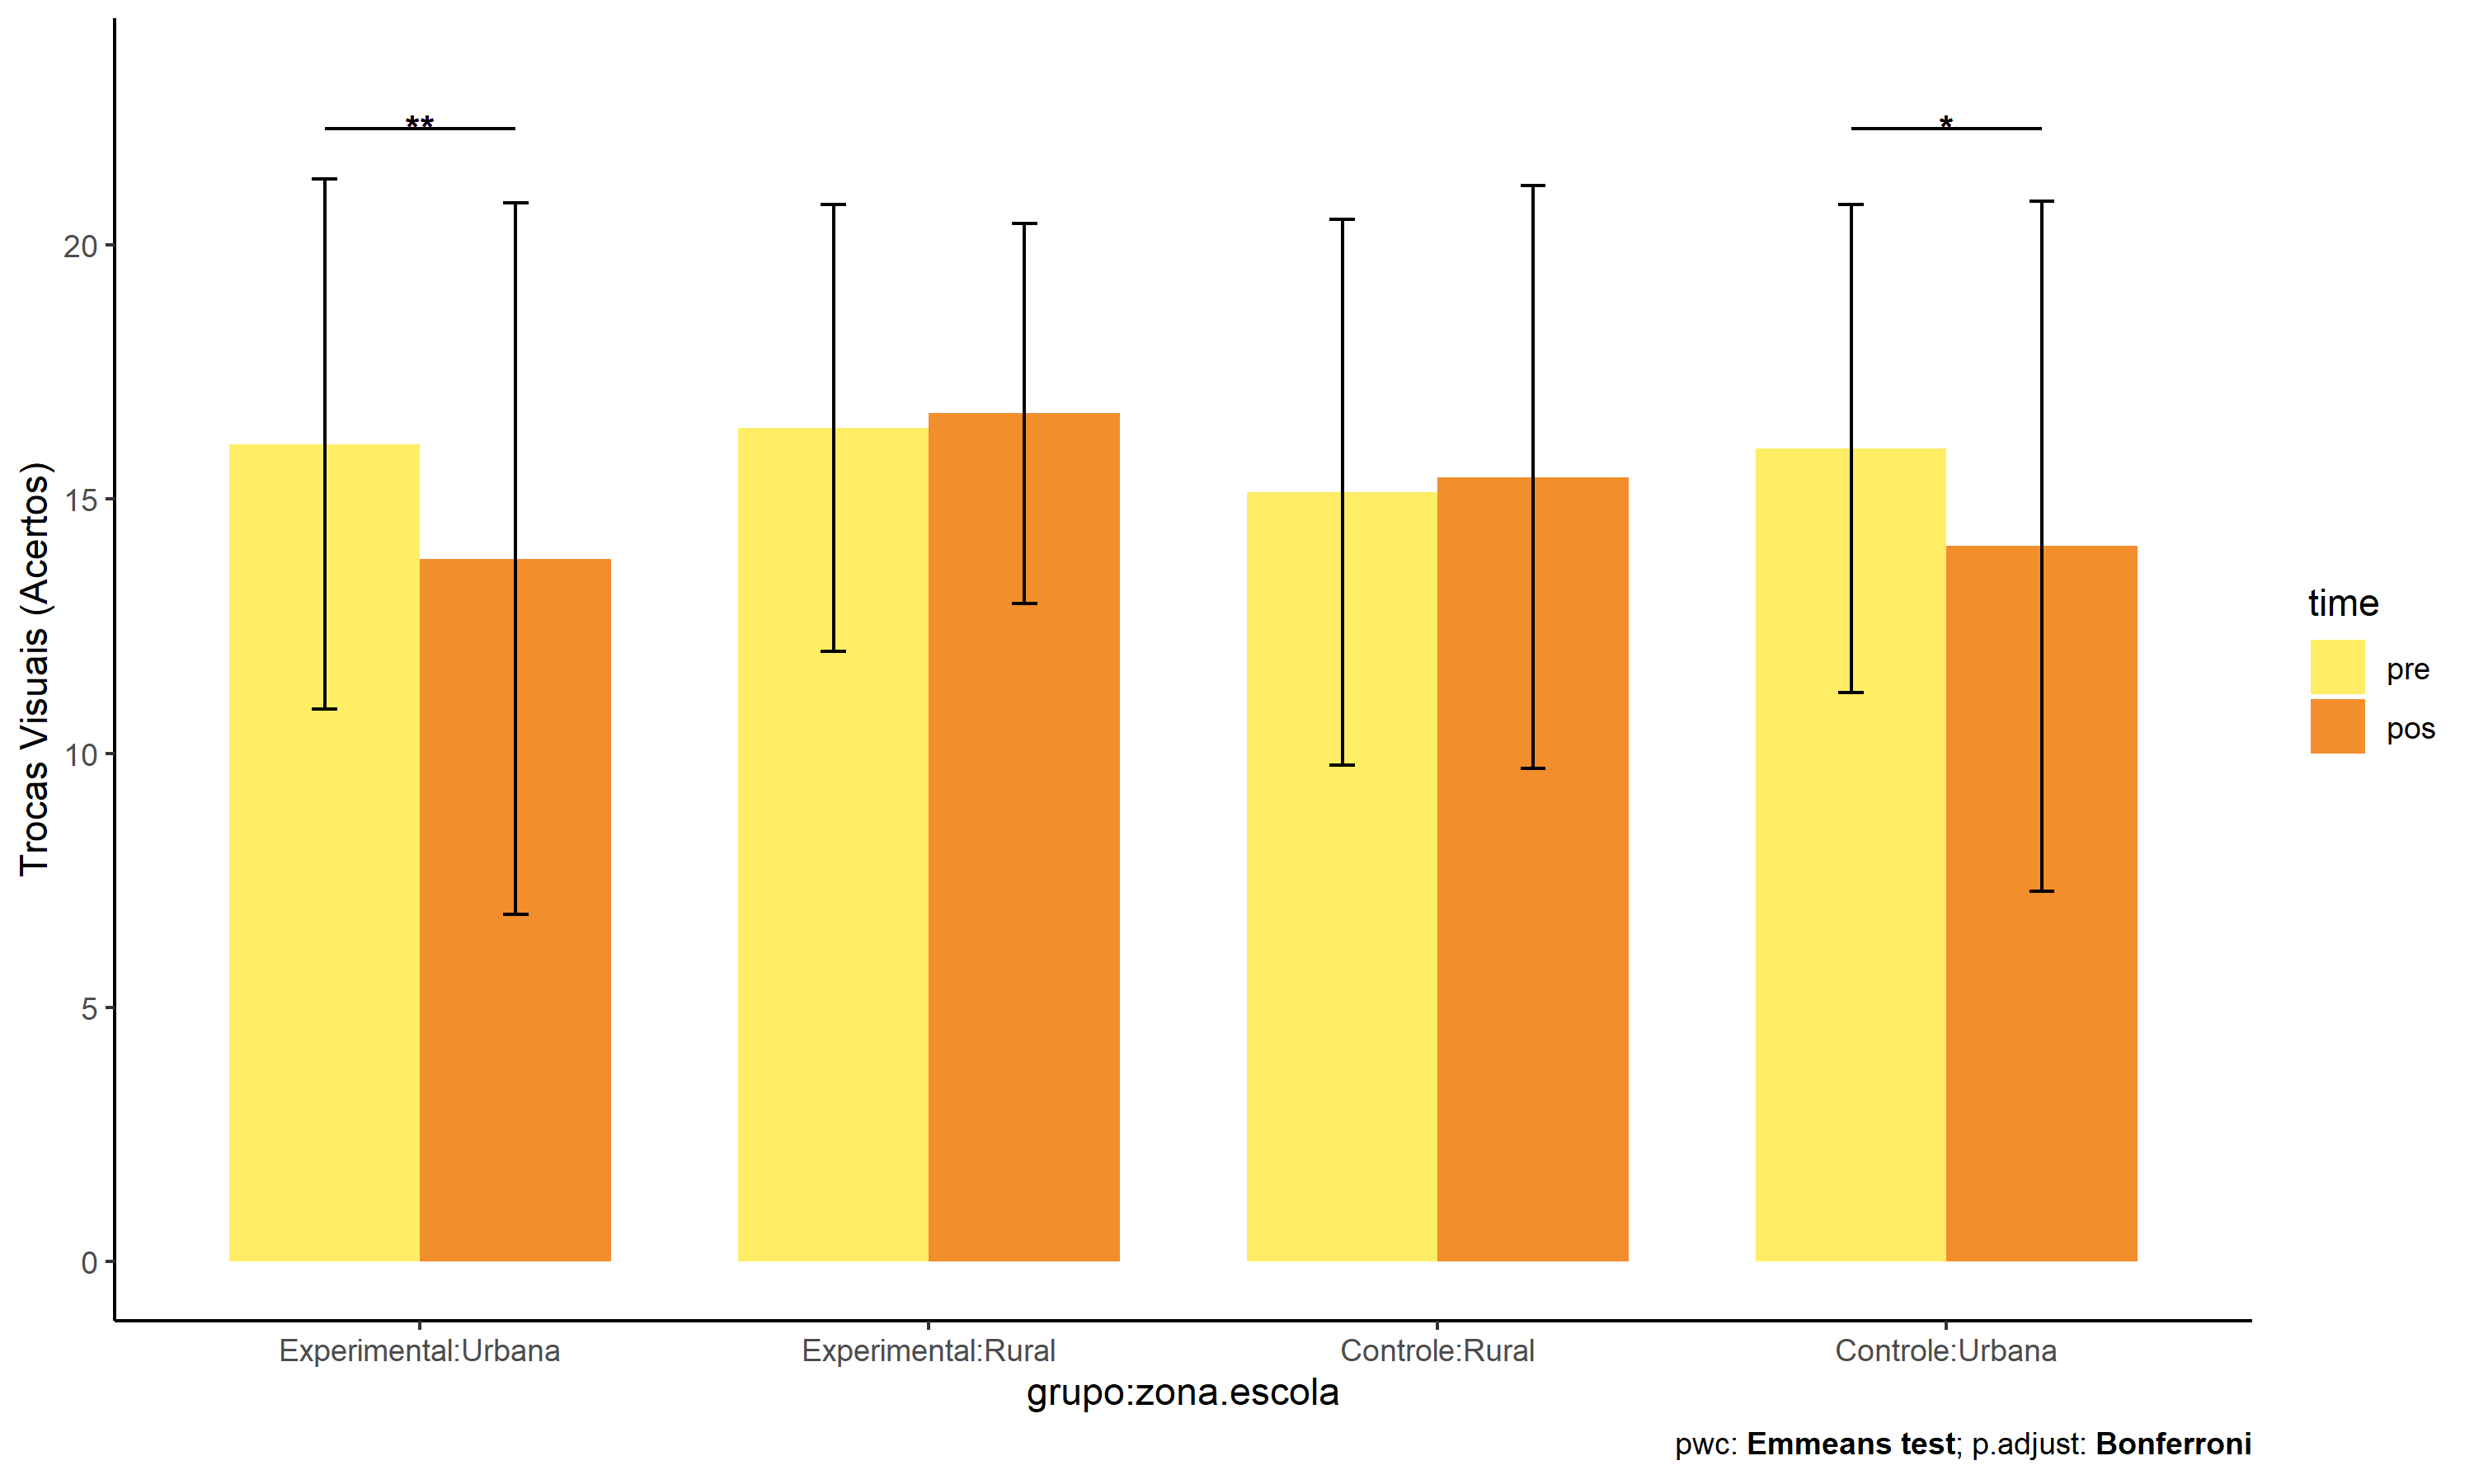 **
*
Trocas Visuais (Acertos)
20
15
10
5
0
Experimental:Urbana
Experimental:Rural
Controle:Rural
Controle:Urbana
grupo:zona.escola
time
pre
pos
pwc: Emmeans test; p.adjust: Bonferroni